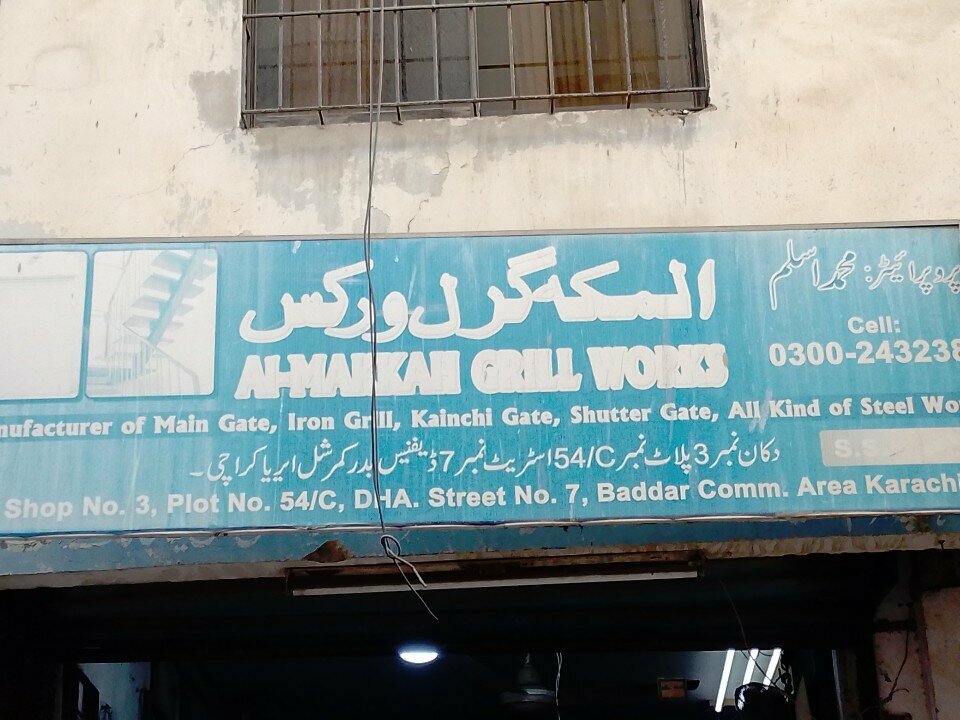 المکہ گرل ورکس
Al-MAKKAH GRILL WORKS
پروپرائیٹر: محمد اسلم
Cell:
0300-243238
nufacturer of Main Gate, Iron Grill, Kainchi Gate, Shutter Gate, All Kind of Steel Wo
دکان نمبر 3 پلاٹ نمبر 54/C اسٹریٹ نمبر 7 ڈیفنس بدر کمرشل ایریا کراچی۔
S.S
Shop No. 3, Plot No. 54/C, DHA. Street No. 7, Baddar Comm. Area Karachi